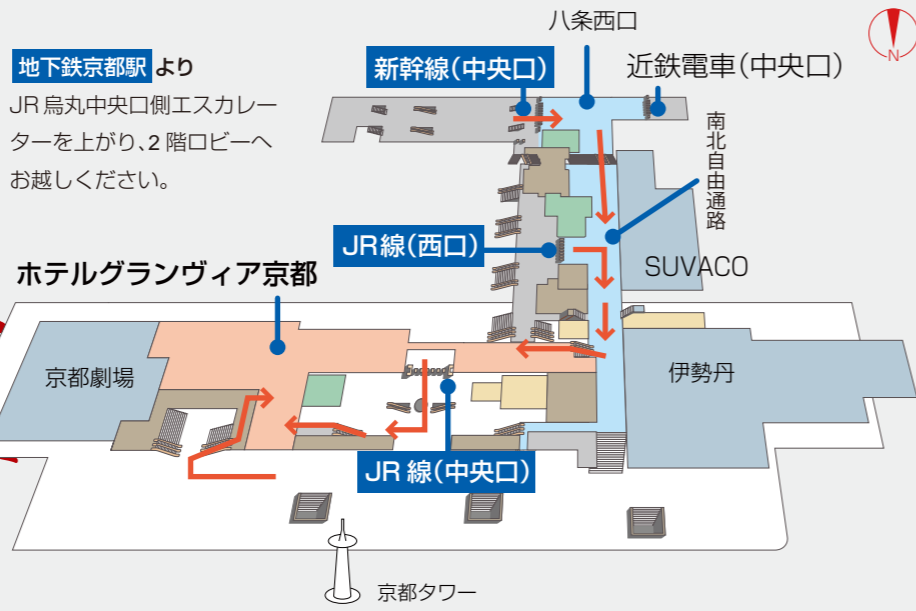 八条西口
N
地下鉄京都駅 より
JR 烏丸中央口側エスカレー
ターを上がり、2 階ロビーへ
お越しください。
新幹線(中央口)
近鉄電車(中央口)
南北自由通路
JR線(西口)
SUVACO
ホテルグランヴィア京都
京都劇場
伊勢丹
JR 線(中央口)
京都タワー